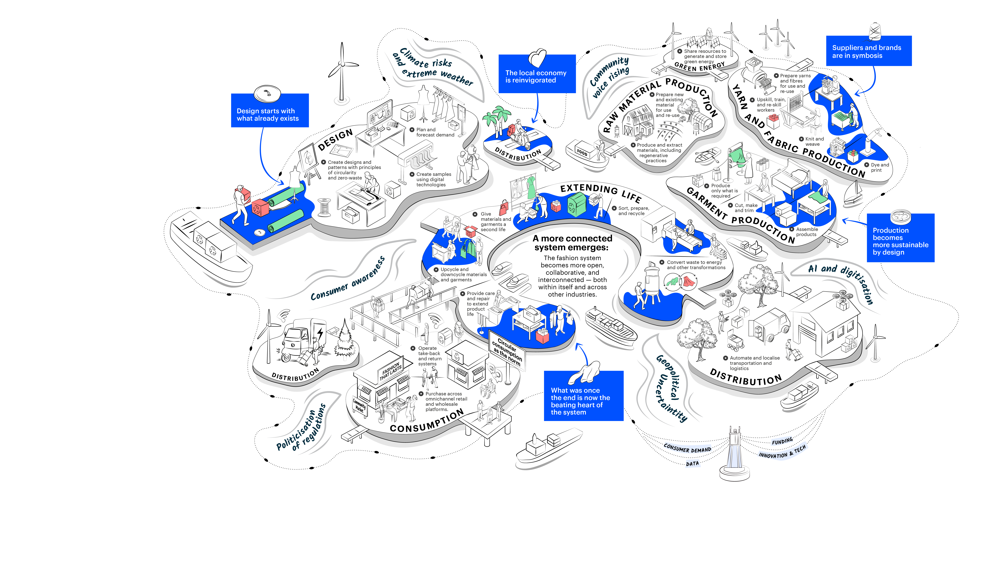 Climate risks
and extreme weather
The local economy
is reinvigorated
Community
voice rising
Share resources to
generate and store
green energy
GREEN ENERGY
Suppliers and brands
are in symbosis
Design starts with
what already exists
DESIGN
Plan and
forecast demand
Create designs and
patterns with principles
of circularity
and zero-waste
Create samples
using digital
technologies
DISTRIBUTION
RAW MATERIAL PRODUCTION
Prepare new
and existing
material
for use
and re-use
Produce and extract
materials, including
regenerative
practices
FOOD
YARN AND FABRIC PRODUCTION
Prepare yarns
and fibres
for use and
re-use
Upskill, train,
and re-skill
workers
Knit and
weave
Dye and
print
GARMENT PRODUCTION
Produce
only what is
required
Cut, make
and trim
Assemble
products
Production
becomes
more sustainable
by design
EXTENDING LIFE
Give
materials and
garments a
second life
Sort, prepare,
and recycle
Convert waste to energy
and other transformations
Upcycle and
downcycle materials
and garments
Provide care
and repair
to extend
product
life
A more connected
system emerges:
The fashion system
becomes more open,
collaborative, and
interconnected — both
within itself and across
other industries.
Consumer awareness
AI and digitisation
DISTRIBUTION
Operate
take-back
and return
systems
FASHION
THAT LASTS
Circular
consumption
as the norm
Community
Market
Purchase across
omnichannel retail
and wholesale
platforms.
CONSUMPTION
Politicisation
of regulations
What was once
the end is now the
beating heart of
the system
Geopolitical
Uncertaintity
Automate and localise
transportation and
logistics
DISTRIBUTION
CONSUMER DEMAND
DATA
FUNDING
INNOVATION & TECH